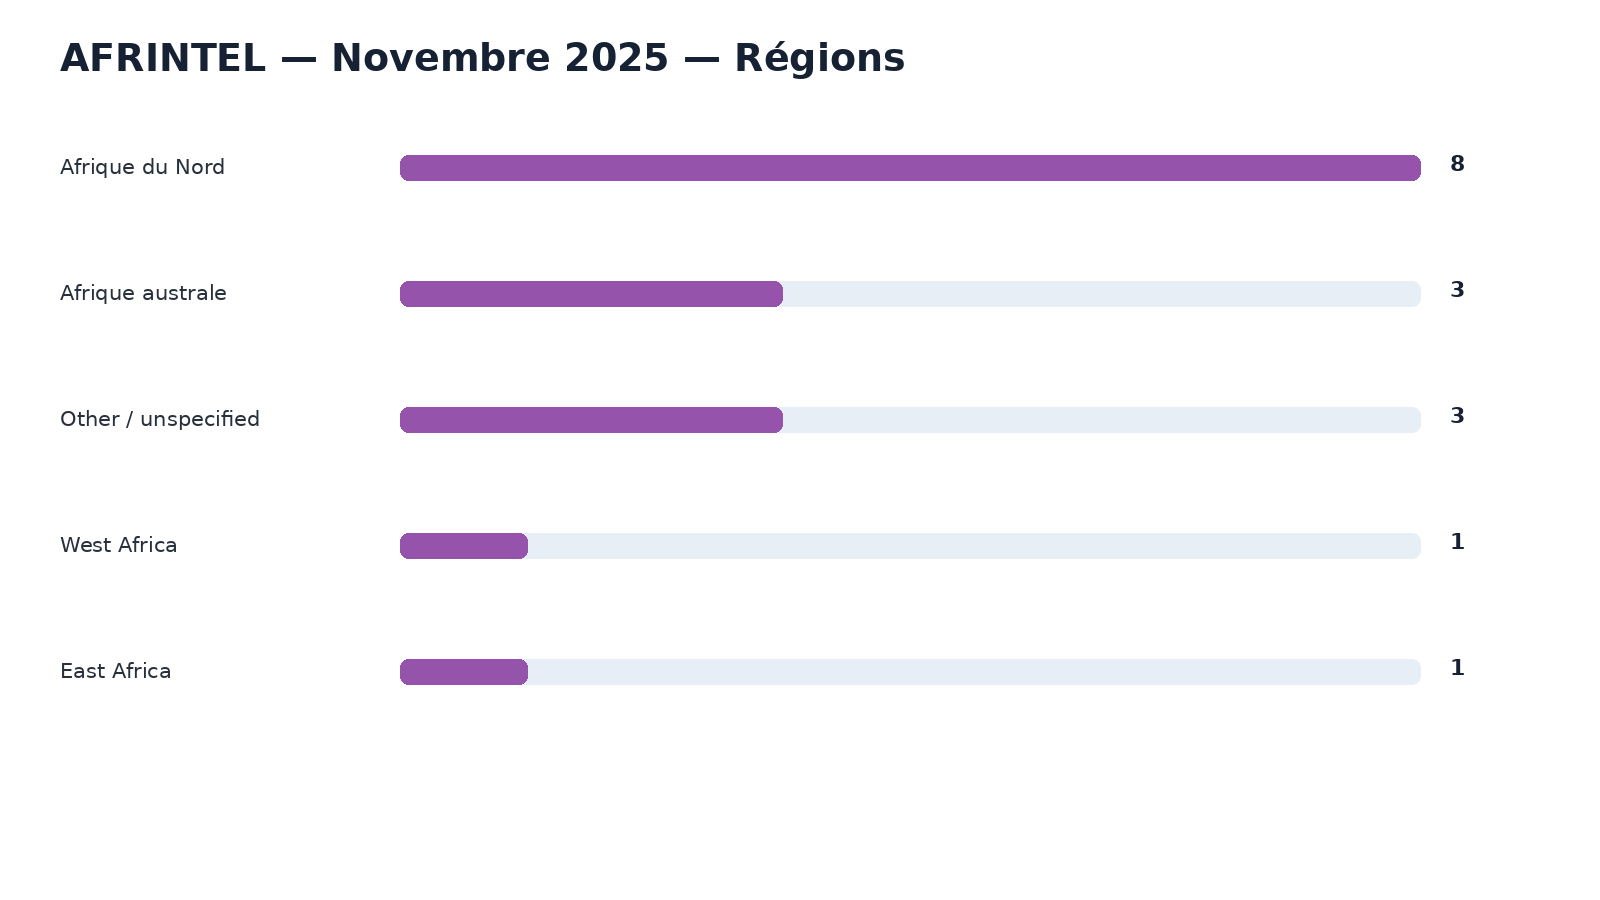 AFRINTEL — Novembre 2025 — Régions
Afrique du Nord 8
Afrique australe 3
Other / unspecified 3
West Africa 1
East Africa 1